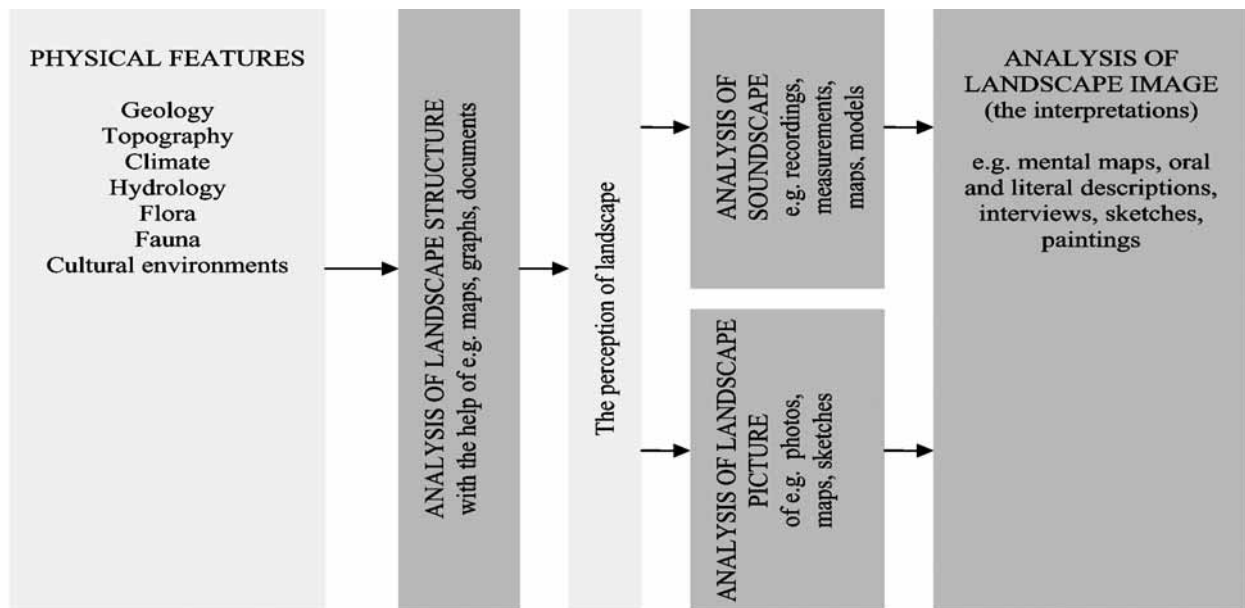 PHYSICAL FEATURES
Geology
Topography
Climate
Hydrology
Flora
Fauna
Cultural environments
ANALYSIS OF LANDSCAPE STRUCTURE
with the help of e.g. maps, graphs, documents
The perception of landscape
ANALYSIS OF
SOUNDSCAPE
e.g. recordings,
measurements,
maps, models
ANALYSIS OF LANDSCAPE
PICTURE
of e.g. photos,
maps, sketches
ANALYSIS OF
LANDSCAPE IMAGE
(the interpretations)
e.g. mental maps, oral
and literal descriptions,
interviews, sketches,
paintings